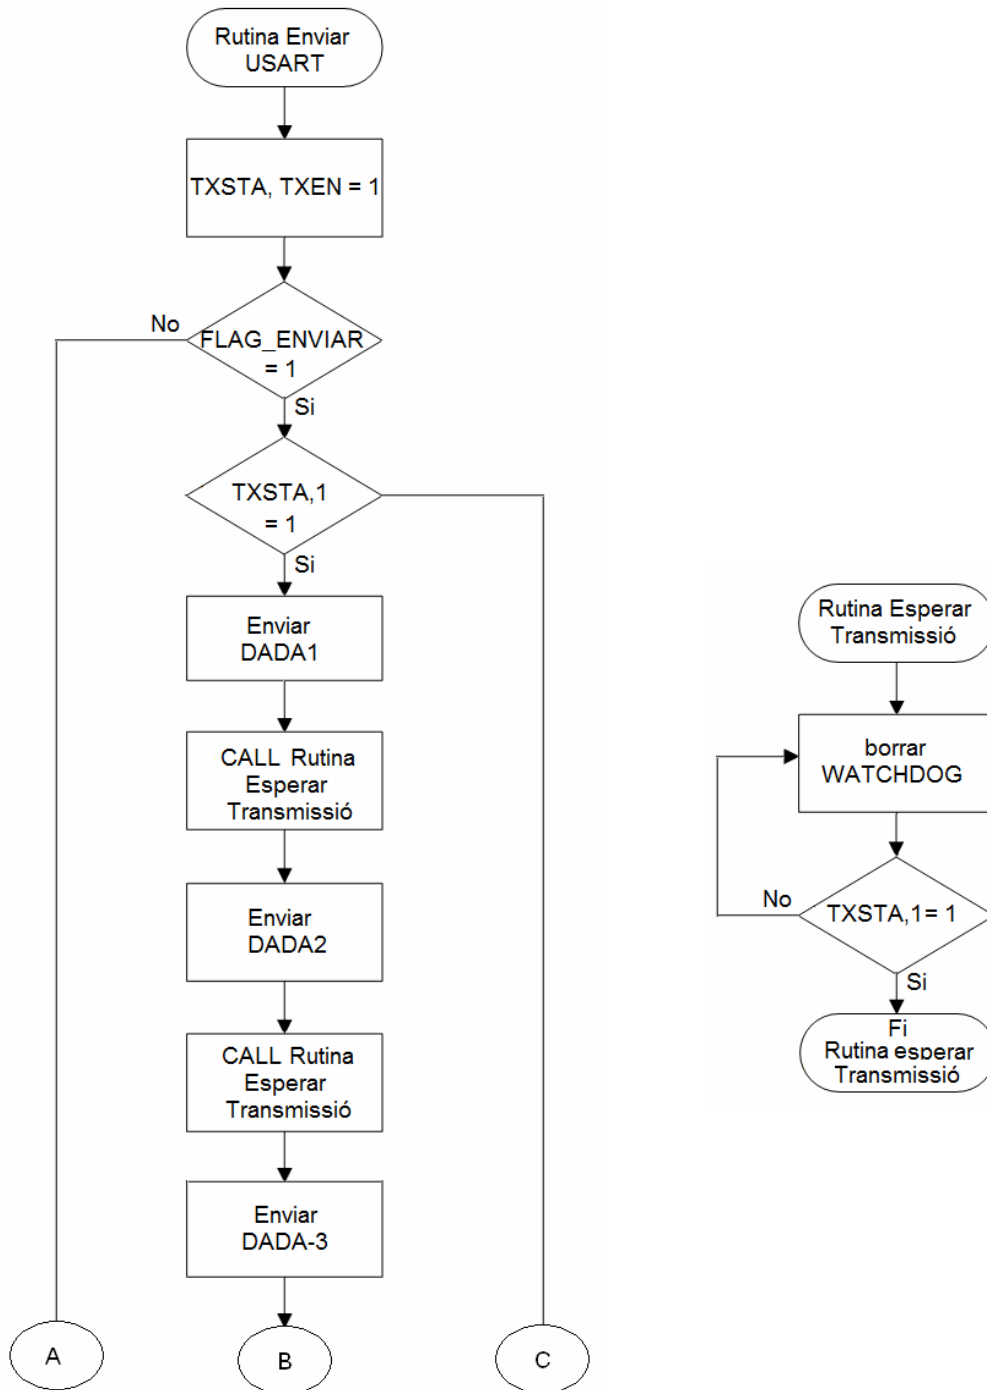 Rutina Enviar
USART
TXSTA, TXEN = 1
No
FLAG_ENVIAR
= 1
Si
TXSTA,1
= 1
Si
Enviar
DADA1
CALL Rutina
Esperar
Transmissió
Enviar
DADA2
CALL Rutina
Esperar
Transmissió
Enviar
DADA-3
A
B
C
Rutina Esperar
Transmissió
borrar
WATCHDOG
No
TXSTA,1= 1
Si
Fi
Rutina esperar
Transmissió